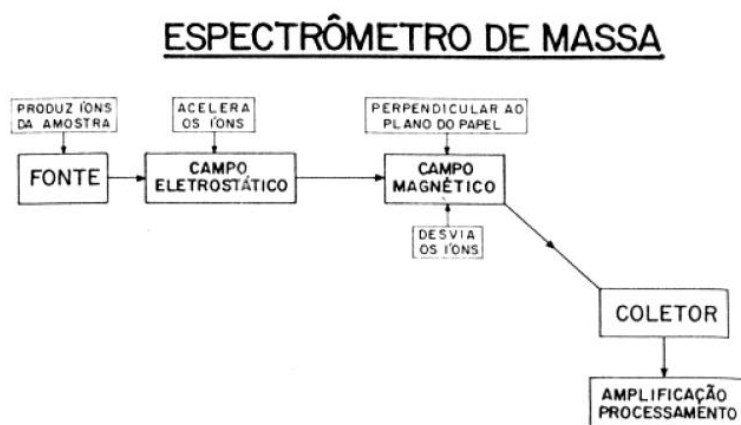 ESPECTRÔMETRO DE MASSA
PRODUZ ÍONS
DA AMOSTRA
ACELERA
OS ÍONS
PERPENDICULAR AO
PLANO DO PAPEL
FONTE
CAMPO
ELETROSTÁTICO
CAMPO
MAGNÉTICO
DESVIA
OS ÍONS
COLETOR
AMPLIFICAÇÃO
PROCESSAMENTO